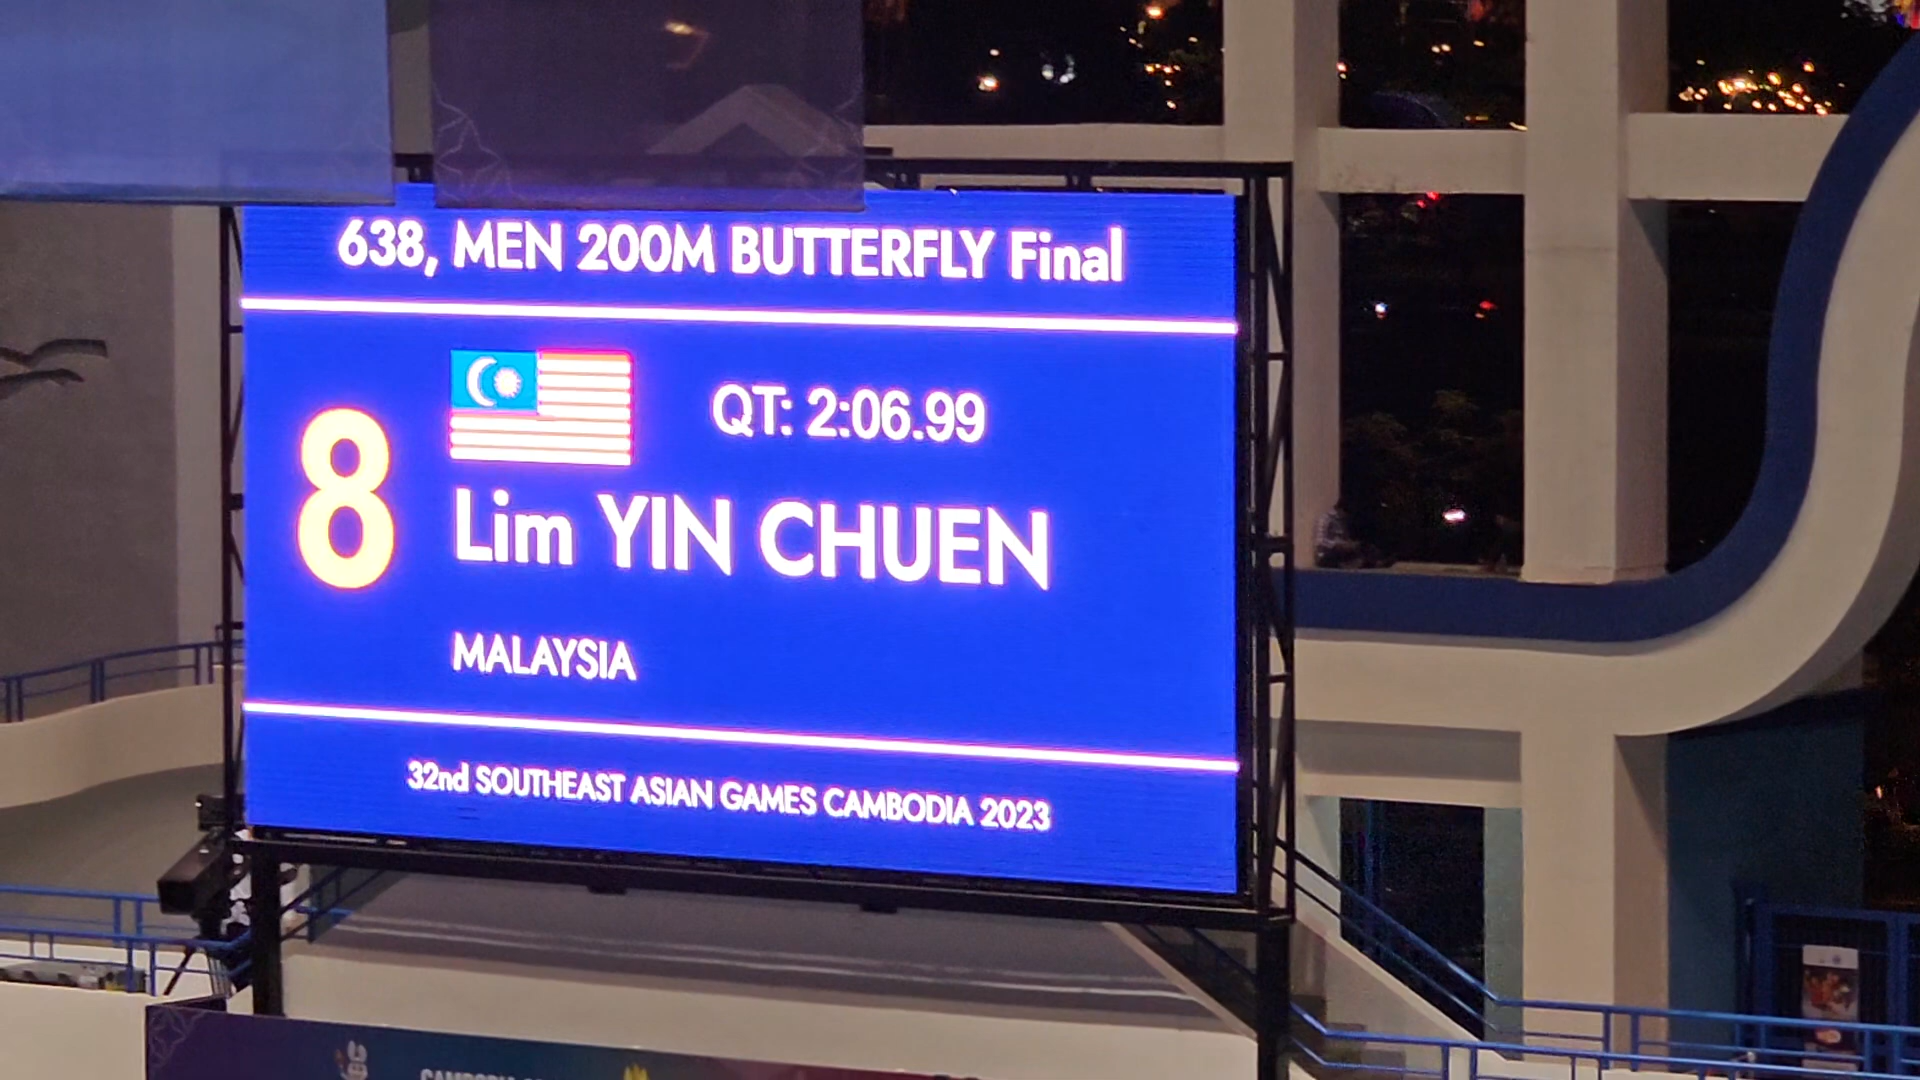 638, MEN 200M BUTTERFLY Final
QT: 2:06.99
8
Lim YIN CHUEN
MALAYSIA
32nd SOUTHEAST ASIAN GAMES CAMBODIA 2023